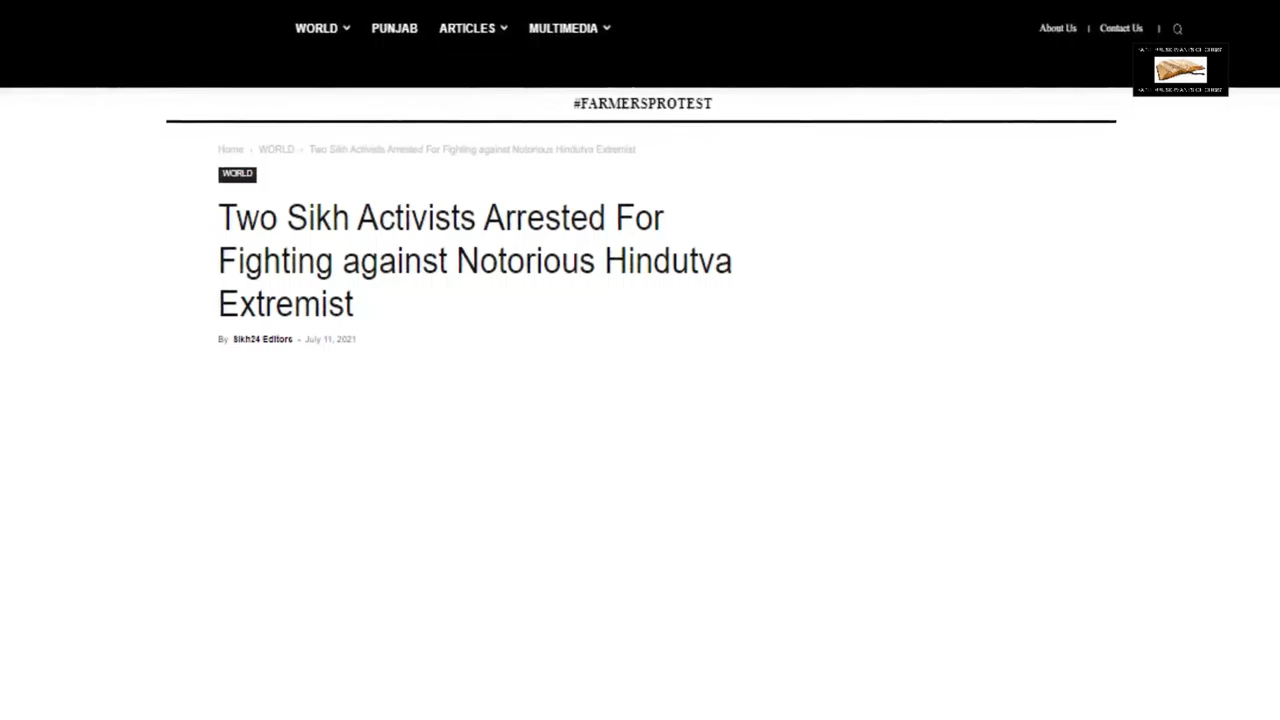 WORLD PUNJAB ARTICLES MULTIMEDIA About Us | Contact Us |
#FARMERSPROTEST
Home › WORLD › Two Sikh Activists Arrested For Fighting against Notorious Hindutva Extremist
WORLD
Two Sikh Activists Arrested For
Fighting against Notorious Hindutva
Extremist
By Sikh24 Editors - July 11, 2021